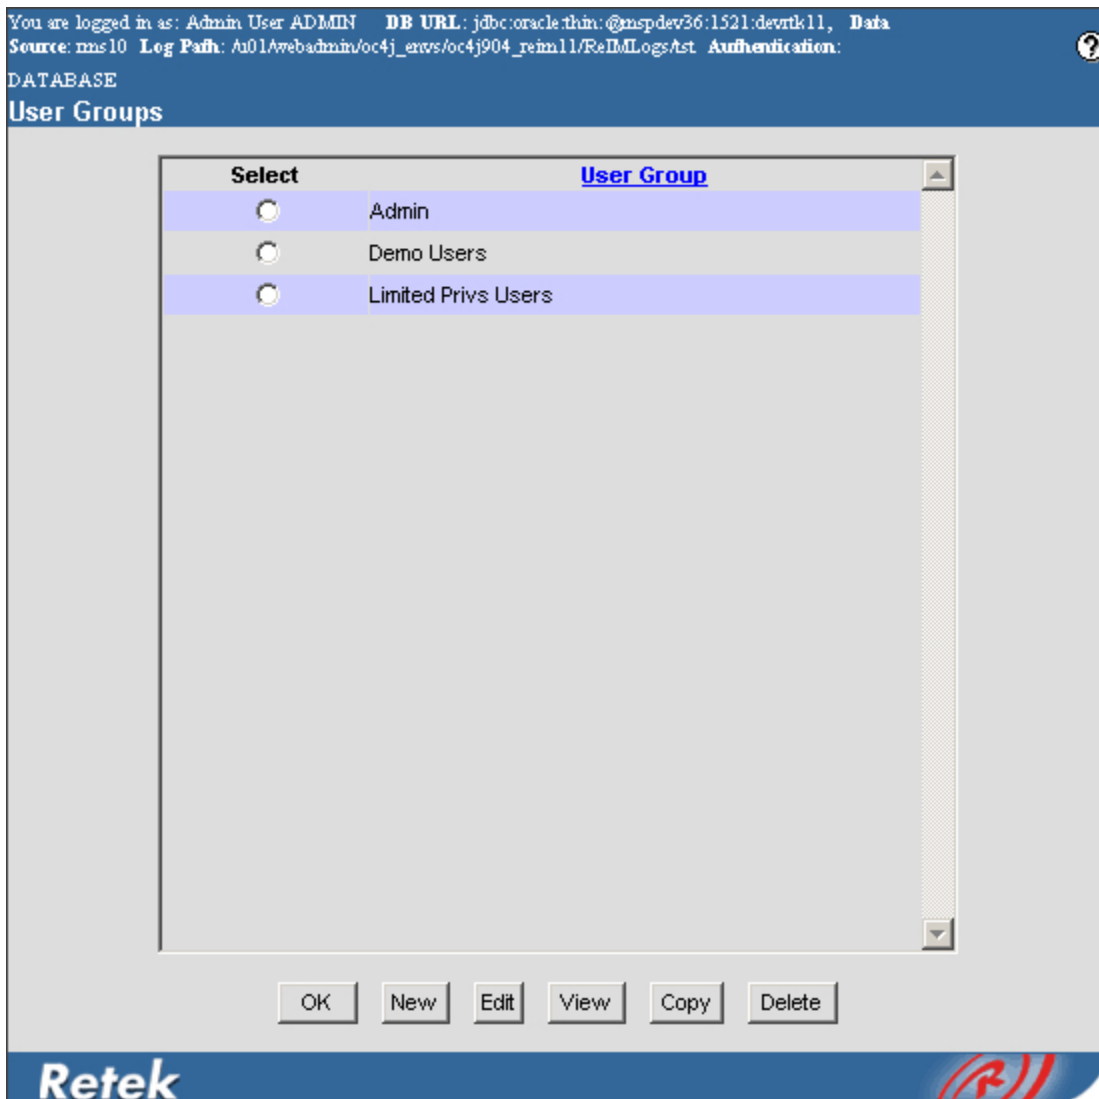 You are logged in as: Admin User ADMIN DB URL: jdbc:oracle:thin:@mspdev36:1521:devrtk11, Data
Source: rms10 Log Path: /u01/webadmin/oc4j_envs/oc4j904_reim11/ReIMLogs/tst Authentication:
DATABASE
User Groups
Select User Group
Admin
Demo Users
Limited Privs Users
OK New Edit View Copy Delete
Retek